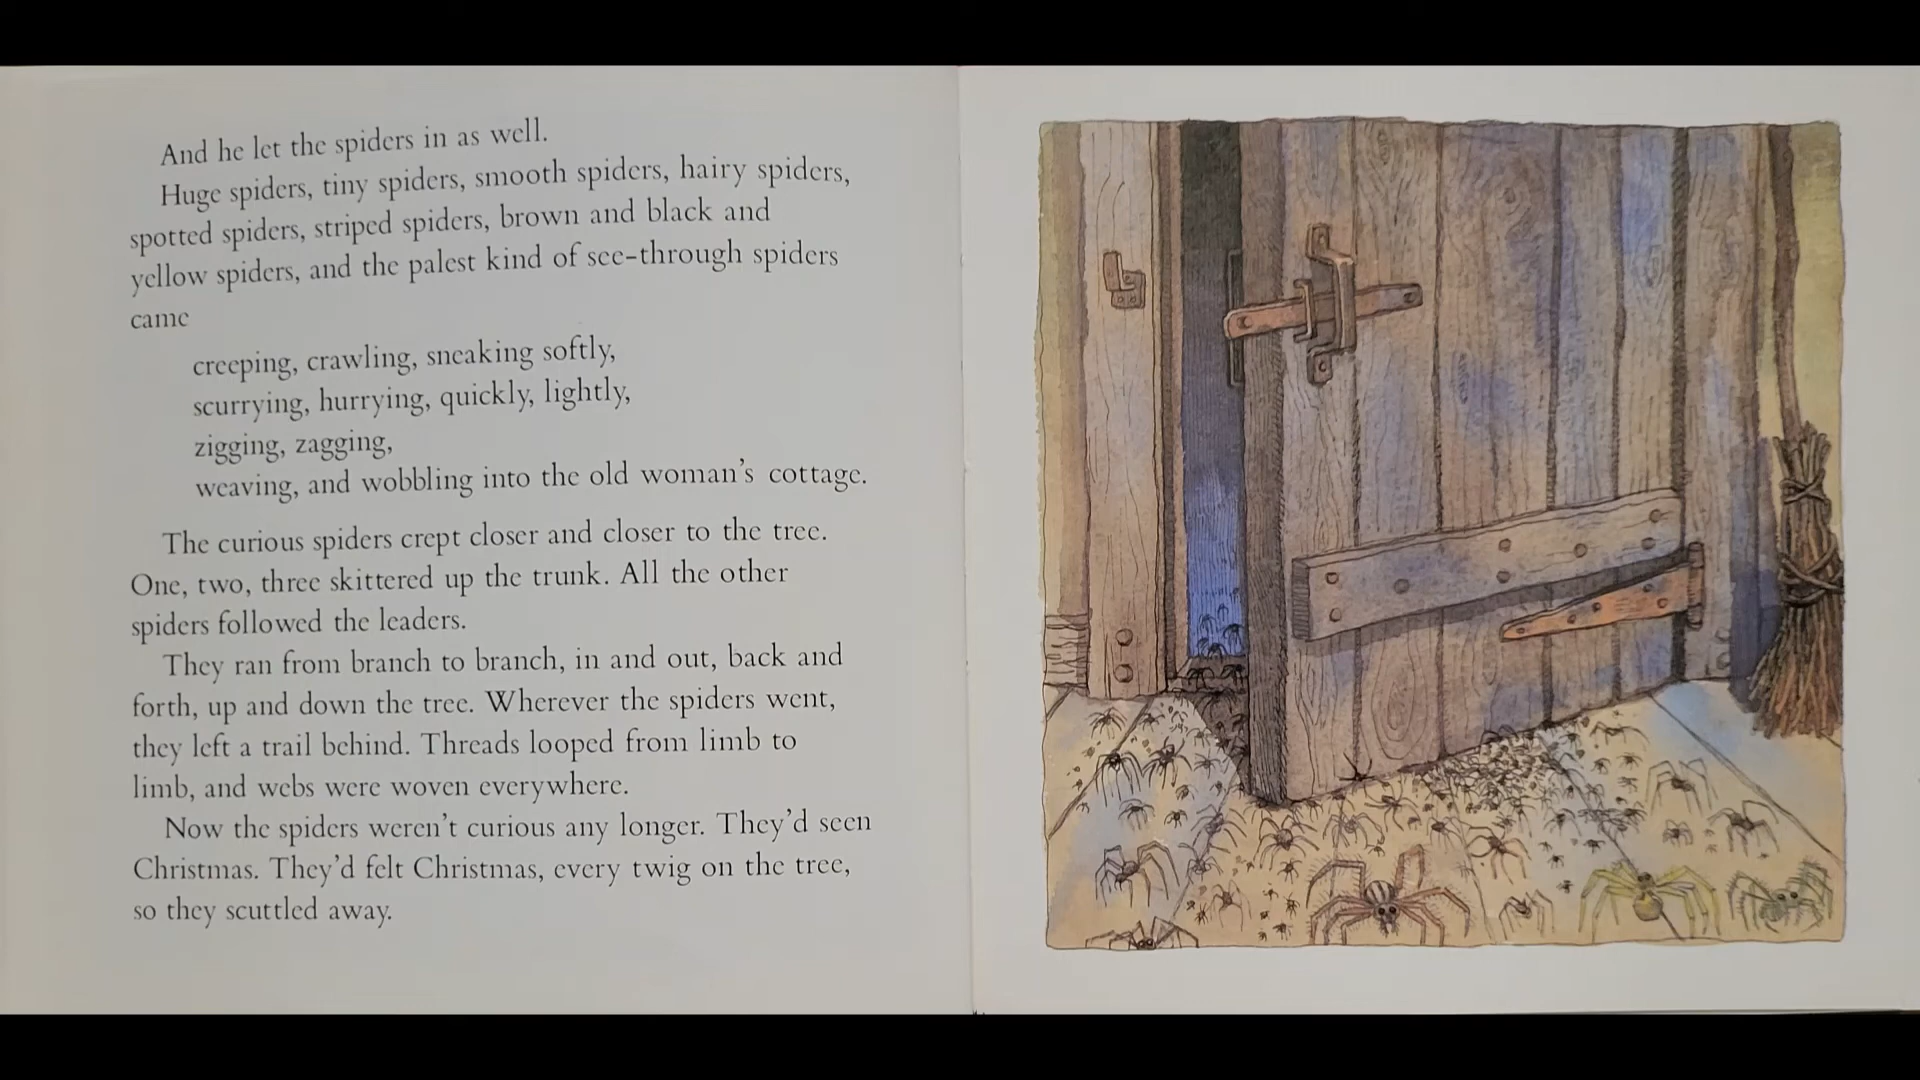 And he let the spiders in as well.
Huge spiders, tiny spiders, smooth spiders, hairy spiders,
spotted spiders, striped spiders, brown and black and
yellow spiders, and the palest kind of see-through spiders
came
creeping, crawling, sneaking softly,
scurrying, hurrying, quickly, lightly,
zigging, zagging,
weaving, and wobbling into the old woman's cottage.
The curious spiders crept closer and closer to the tree.
One, two, three skittered up the trunk. All the other
spiders followed the leaders.
They ran from branch to branch, in and out, back and
forth, up and down the tree. Wherever the spiders went,
they left a trail behind. Threads looped from limb to
limb, and webs were woven everywhere.
Now the spiders weren't curious any longer. They'd seen
Christmas. They'd felt Christmas, every twig on the tree,
so they scuttled away.